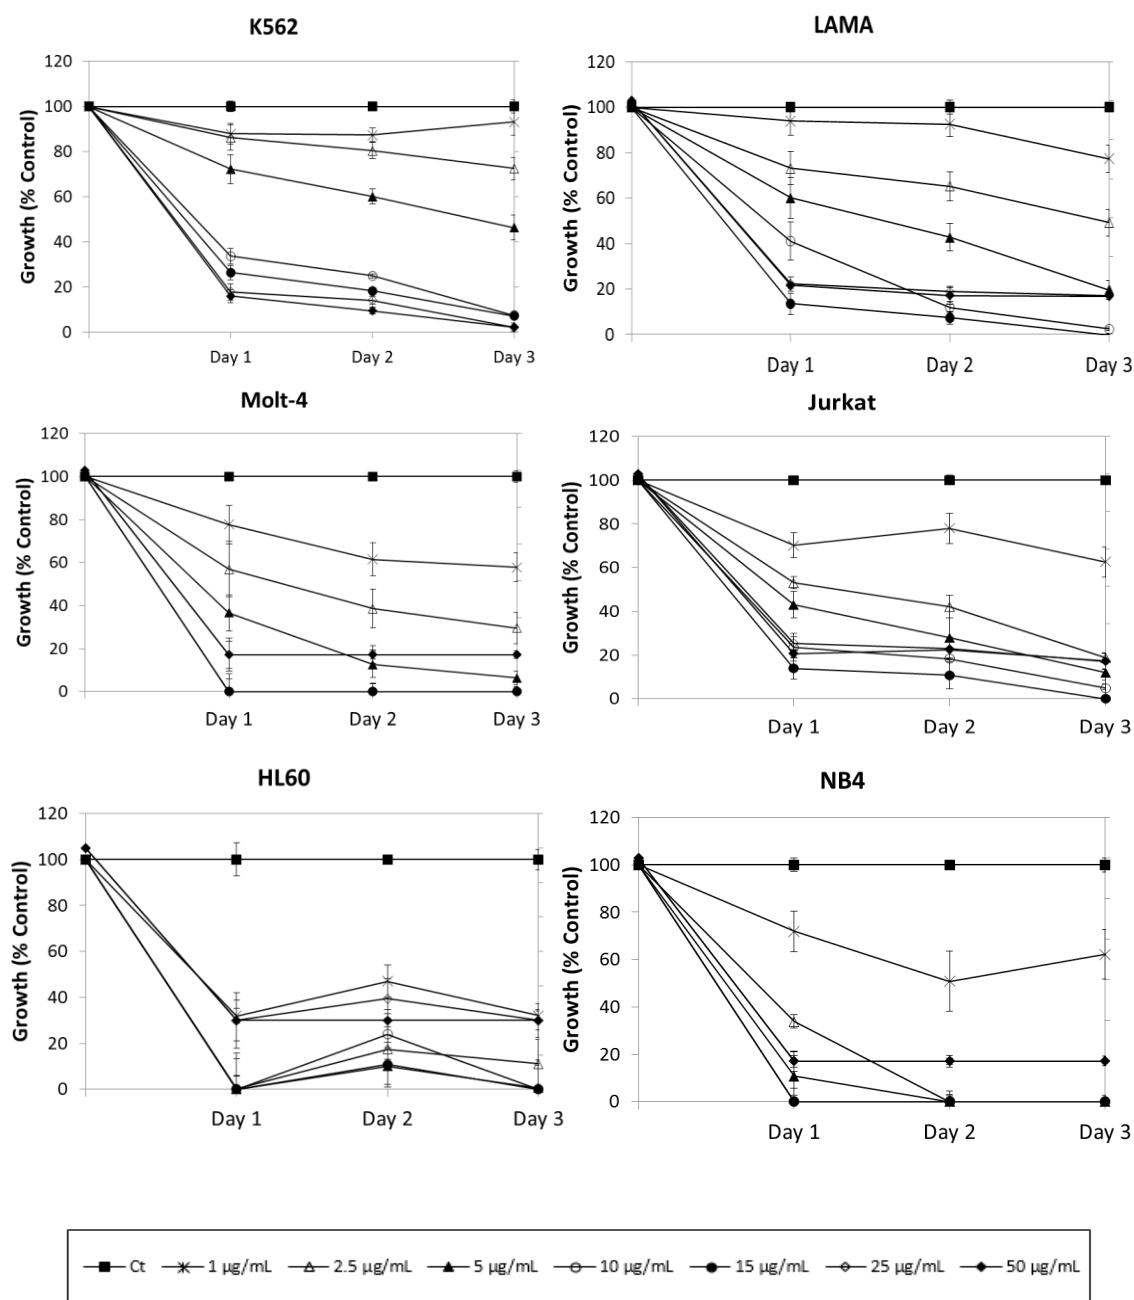 K562
LAMA
120
100
80
60
40
20
0
Growth (% Control)
Day 1
Day 2
Day 3
120
100
80
60
40
20
0
Growth (% Control)
Day 1
Day 2
Day 3
Molt-4
Jurkat
120
100
80
60
40
20
0
Growth (% Control)
Day 1
Day 2
Day 3
120
100
80
60
40
20
0
Growth (% Control)
Day 1
Day 2
Day 3
HL60
NB4
120
100
80
60
40
20
0
Growth (% Control)
Day 1
Day 2
Day 3
120
100
80
60
40
20
0
Growth (% Control)
Day 1
Day 2
Day 3
Ct 1 µg/mL 2.5 µg/mL 5 µg/mL 10 µg/mL 15 µg/mL 25 µg/mL 50 µg/mL